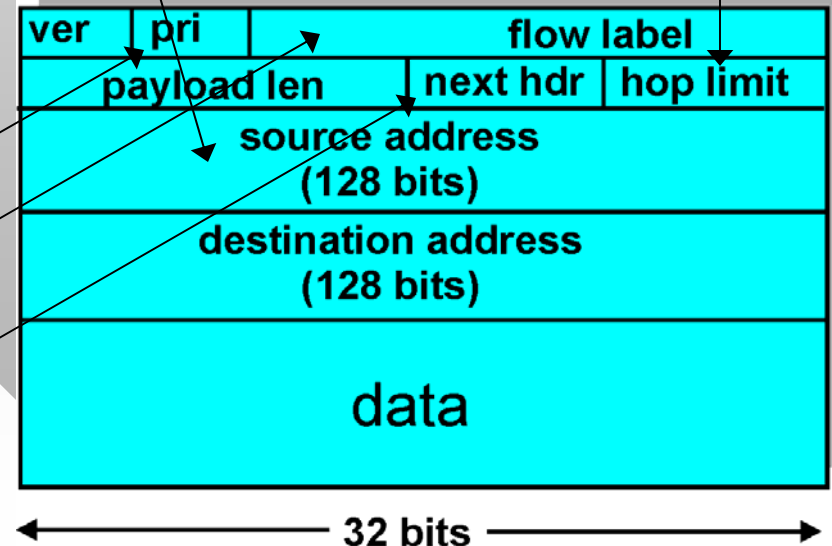 ver pri flow label
payload len next hdr hop limit
source address
(128 bits)
destination address
(128 bits)
data
32 bits